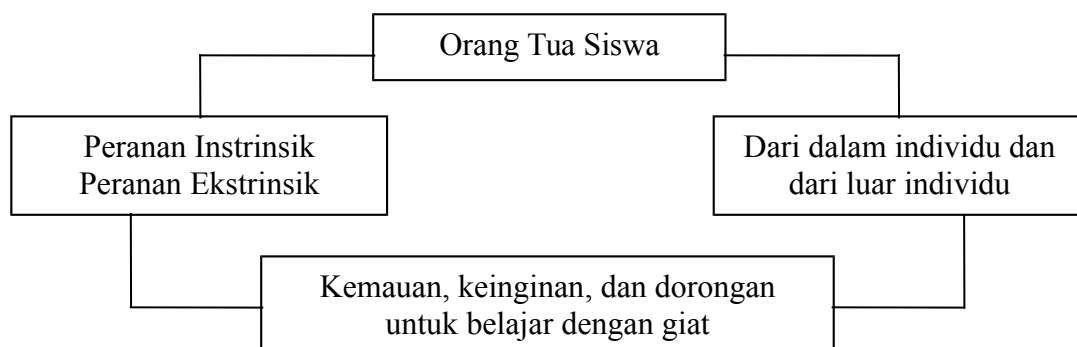 Orang Tua Siswa
Peranan Instrinsik
Peranan Ekstrinsik
Dari dalam individu dan
dari luar individu
Kemauan, keinginan, dan dorongan
untuk belajar dengan giat